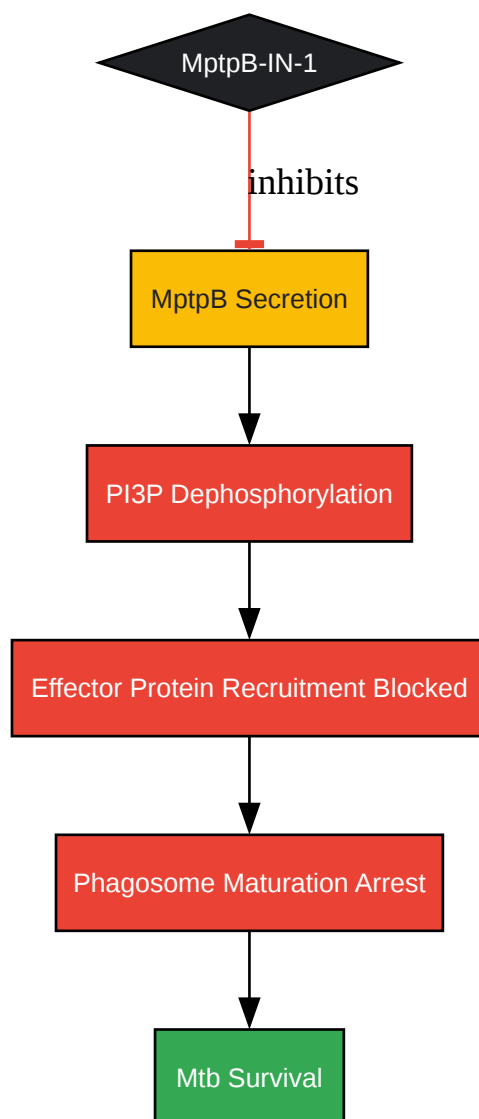 MptpB-IN-1
inhibits
MptpB Secretion
PI3P Dephosphorylation
Effector Protein Recruitment Blocked
Phagosome Maturation Arrest
Mtb Survival